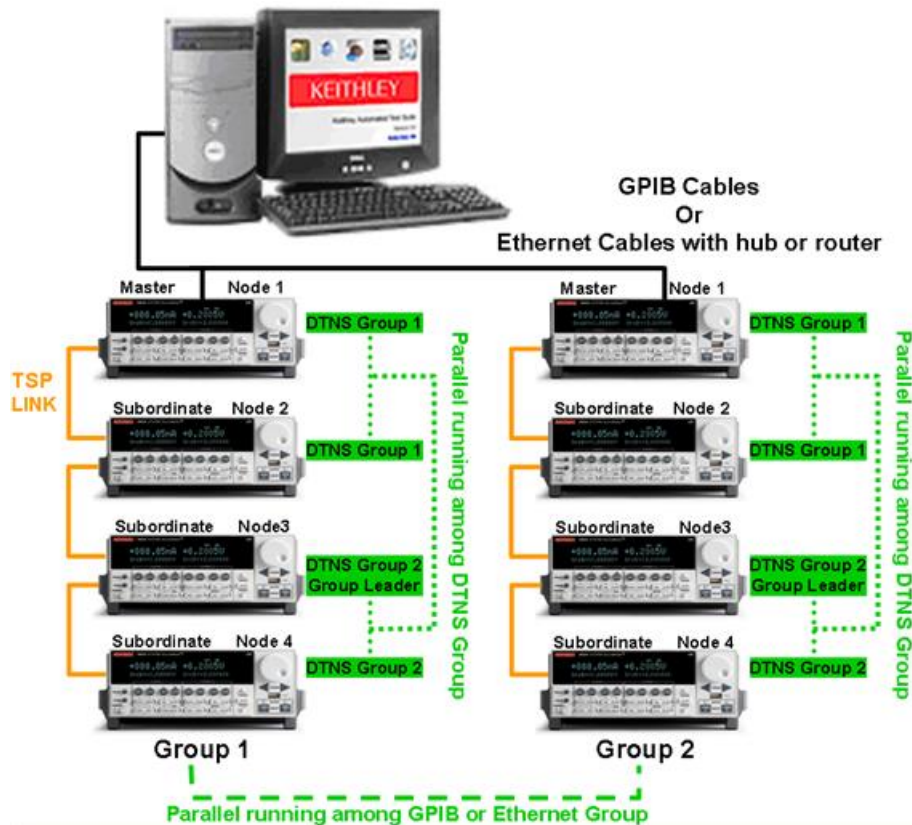 KEITHLEY
Keithley Automated Test Suite
GPIB Cables
Or
Ethernet Cables with hub or router
Master Node 1
DTNS Group 1
TSP
LINK
Subordinate Node 2
DTNS Group 1
Subordinate Node3
DTNS Group 2
Group Leader
Subordinate Node 4
DTNS Group 2
Parallel running among DTNS Group
Group 1
Master Node 1
DTNS Group 1
Subordinate Node 2
DTNS Group 1
Subordinate Node3
DTNS Group 2
Group Leader
Subordinate Node 4
DTNS Group 2
Parallel running among DTNS Group
Group 2
Parallel running among GPIB or Ethernet Group